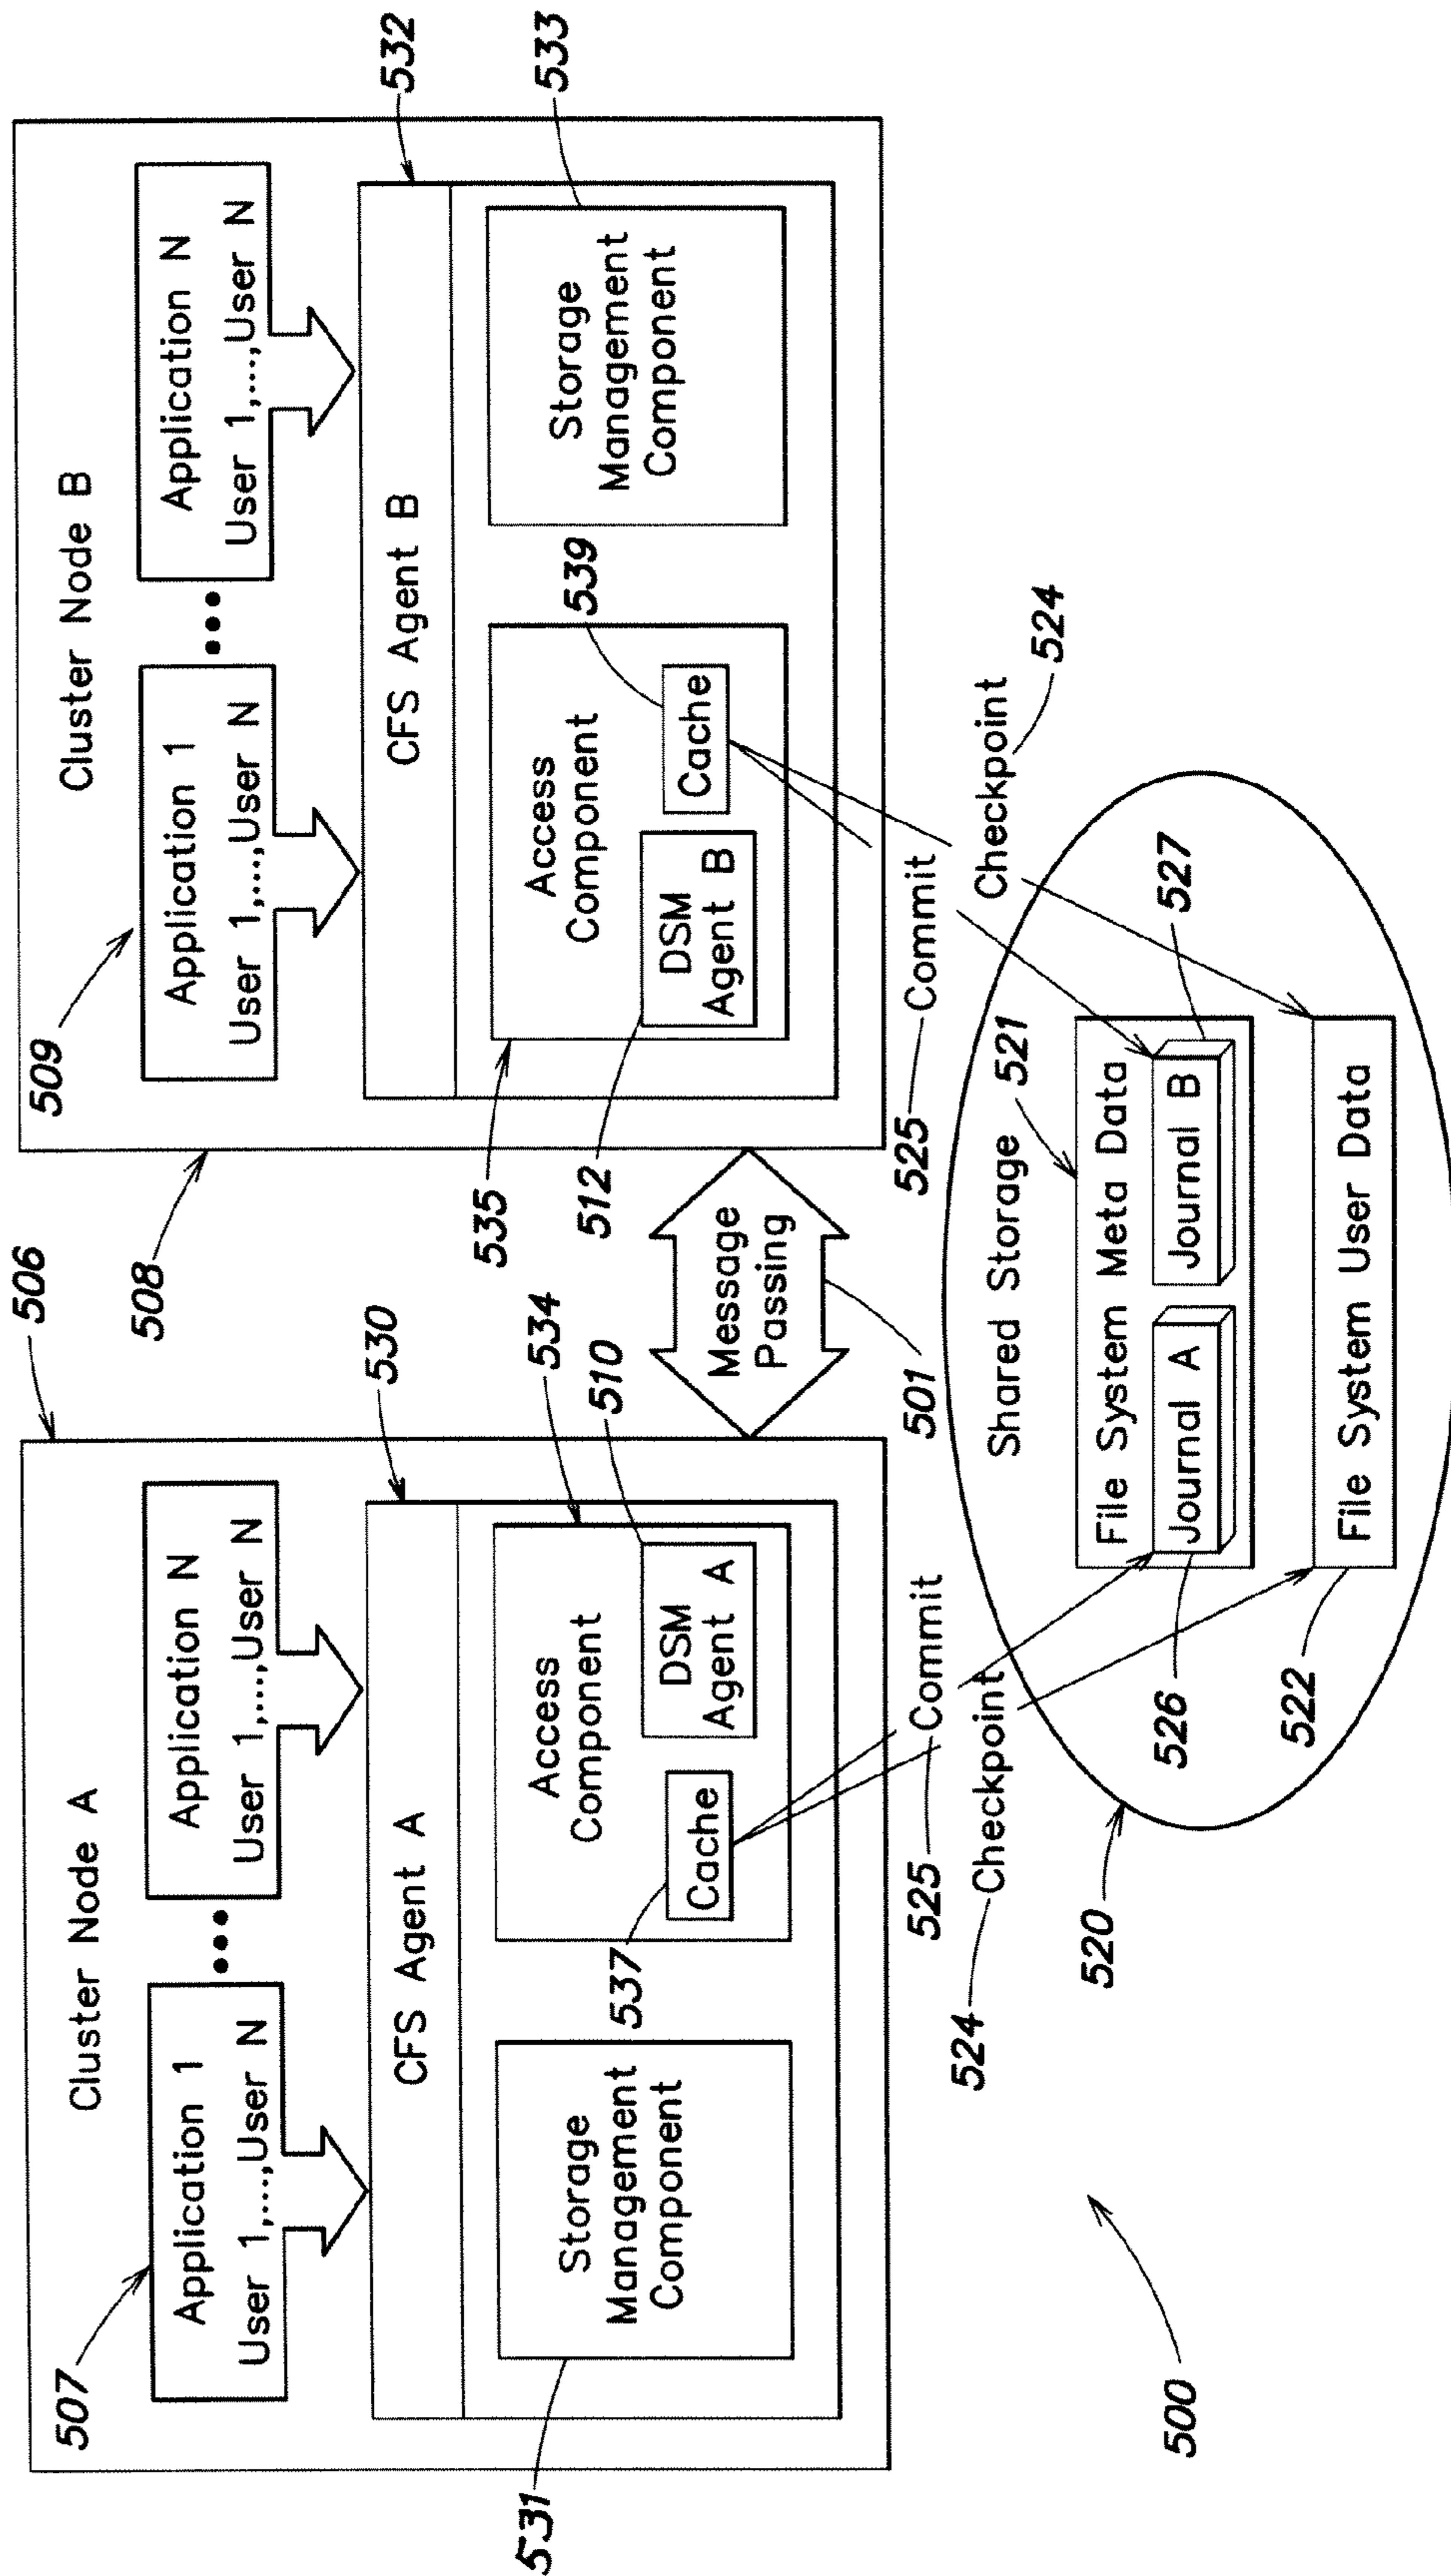 506
Cluster Node A
507
Application 1
User 1,...,User N
•••
Application N
User 1,...,User N
530
CFS Agent A
531
Storage
Management
Component
534
Access
Component
537
Cache
510
DSM
Agent A
508
Cluster Node B
509
Application 1
User 1,...,User N
•••
Application N
User 1,...,User N
532
CFS Agent B
535
Access
Component
512
DSM
Agent B
539
Cache
533
Storage
Management
Component
Message
Passing
501
525
Commit
524
Checkpoint
525
Commit
Checkpoint
524
520
Shared Storage
521
File System Meta Data
Journal A
526
Journal B
527
File System User Data
522
500